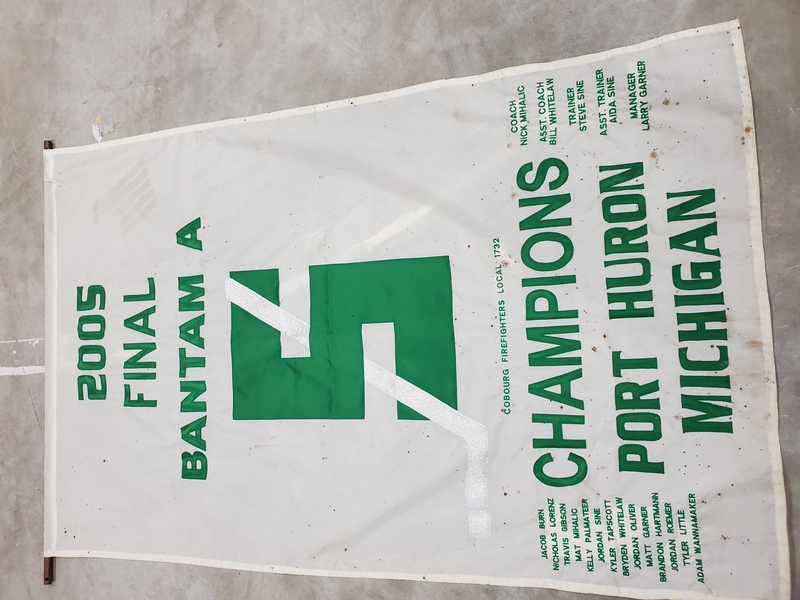 2005
FINAL
BANTAM A
COBOURG FIREFIGHTERS LOCAL 1732
CHAMPIONS
PORT HURON
MICHIGAN
JACOB BURN
NICHOLAS LORENZ
TRAVIS GIBSON
MAT MIHALIC
KELLY PALMATEER
JORDAN SINE
KYLER TAPSCOTT
BRYDEN WHITELAW
JORDAN OLIVER
MATT GARNER
BRANDON HARTMANN
JORDAN ROEMER
TYLER LITTLE
ADAM WANNAMAKER
COACH
NICK MIHALIC
ASST. COACH
BILL WHITELAW
TRAINER
STEVE SINE
ASST. TRAINER
AIDA SINE
MANAGER
LARRY GARNER